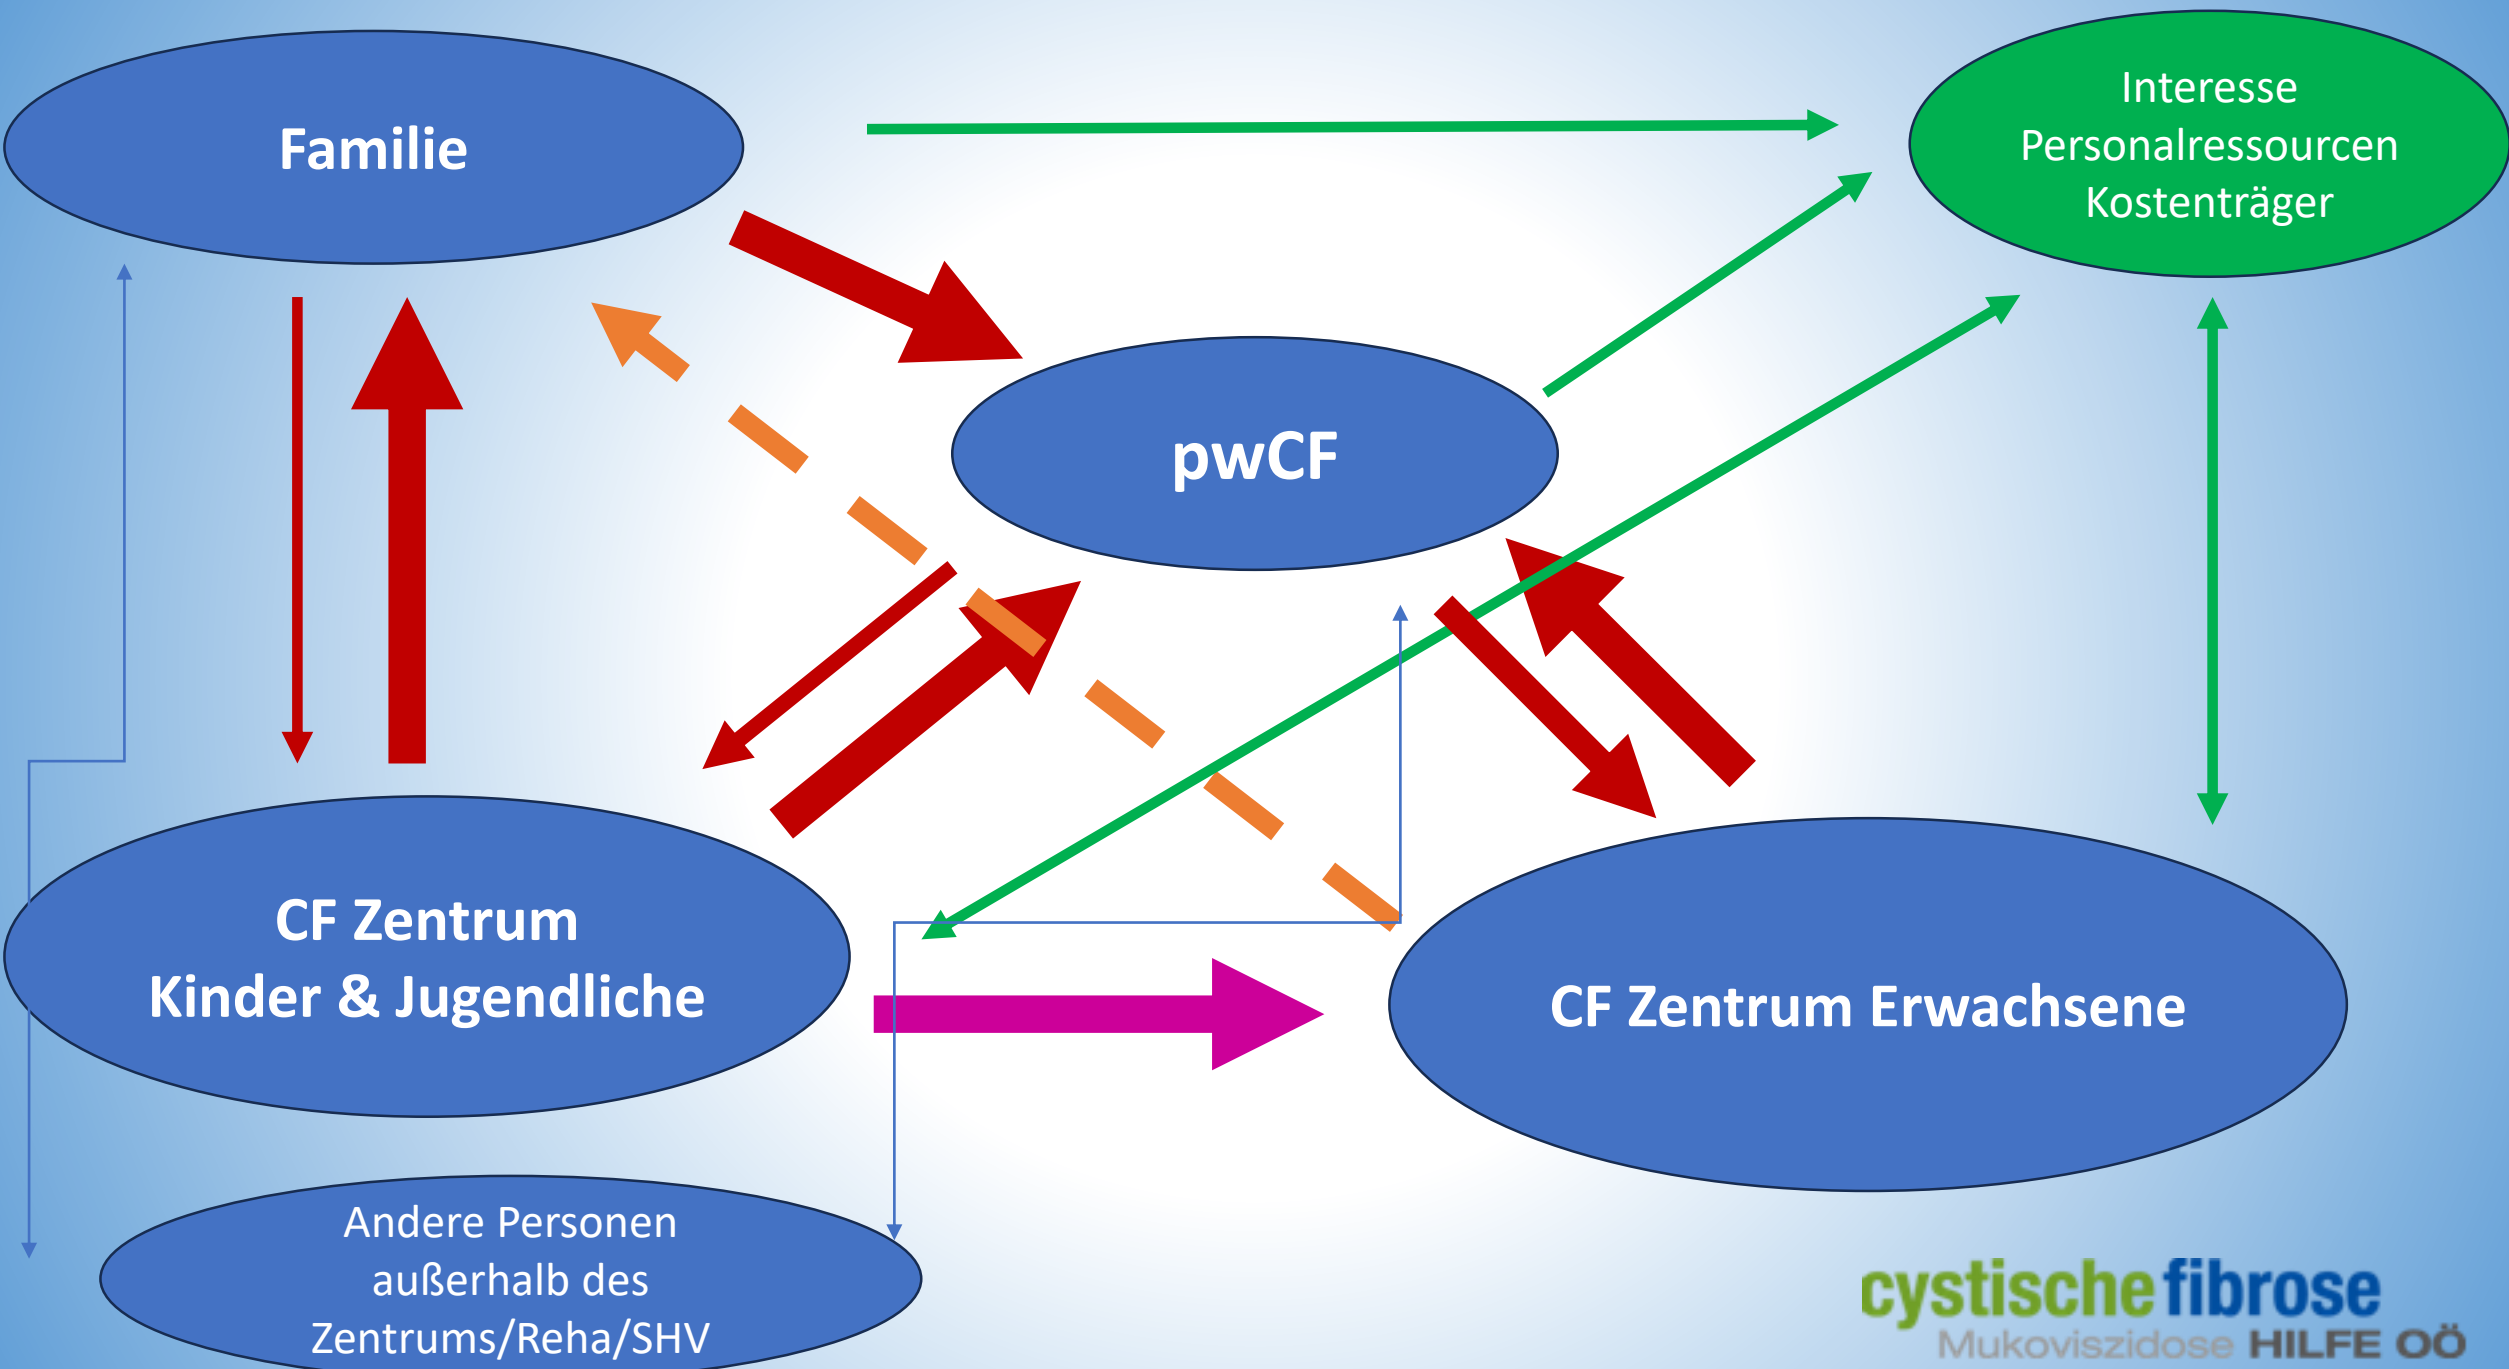 Familie
Interesse
Personalressourcen
Kostenträger
pwCF
CF Zentrum
Kinder & Jugendliche
CF Zentrum Erwachsene
Andere Personen
außerhalb des
Zentrums/Reha/SHV
cystische fibrose
Mukoviszidose HILFE OÖ